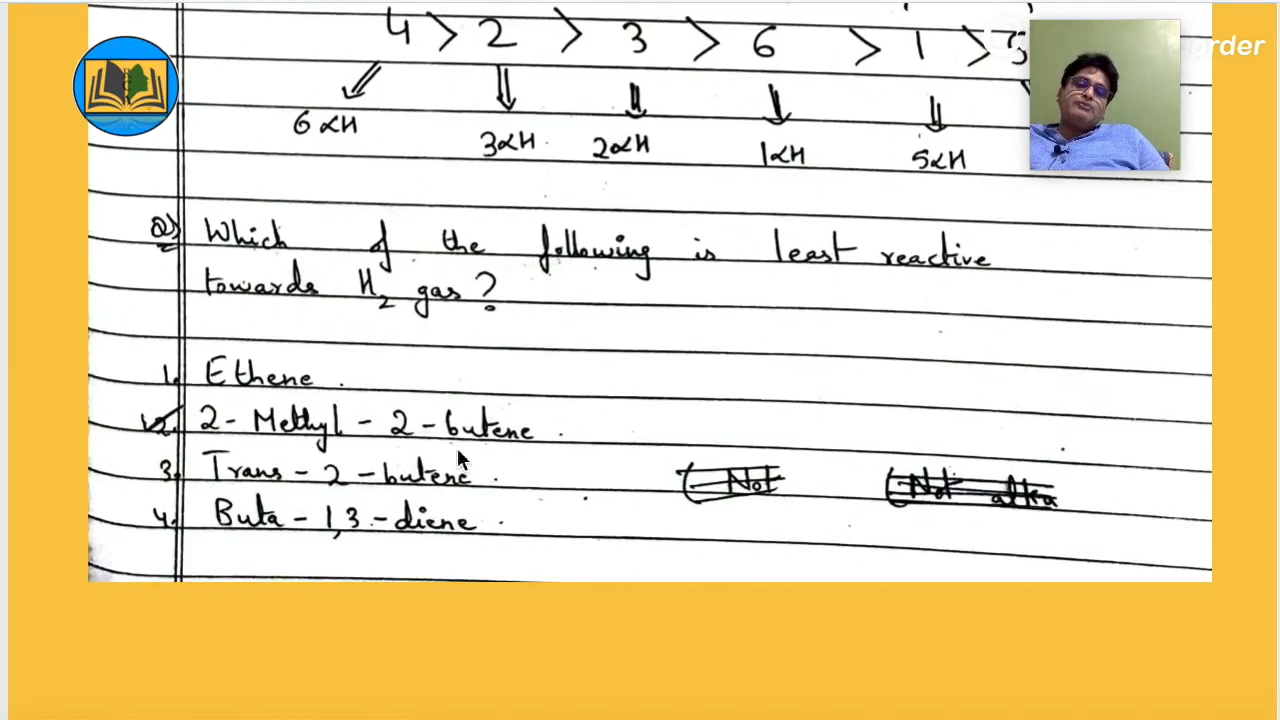 4 > 2 > 3 > 6 > 1 > 5
6αH 3αH 2αH 1αH 5αH
Q) Which of the following is least reactive
towards H₂ gas?
1. Ethene.
2. 2-Methyl-2-butene.
3. Trans-2-butene.
4. Buta-1,3-diene.